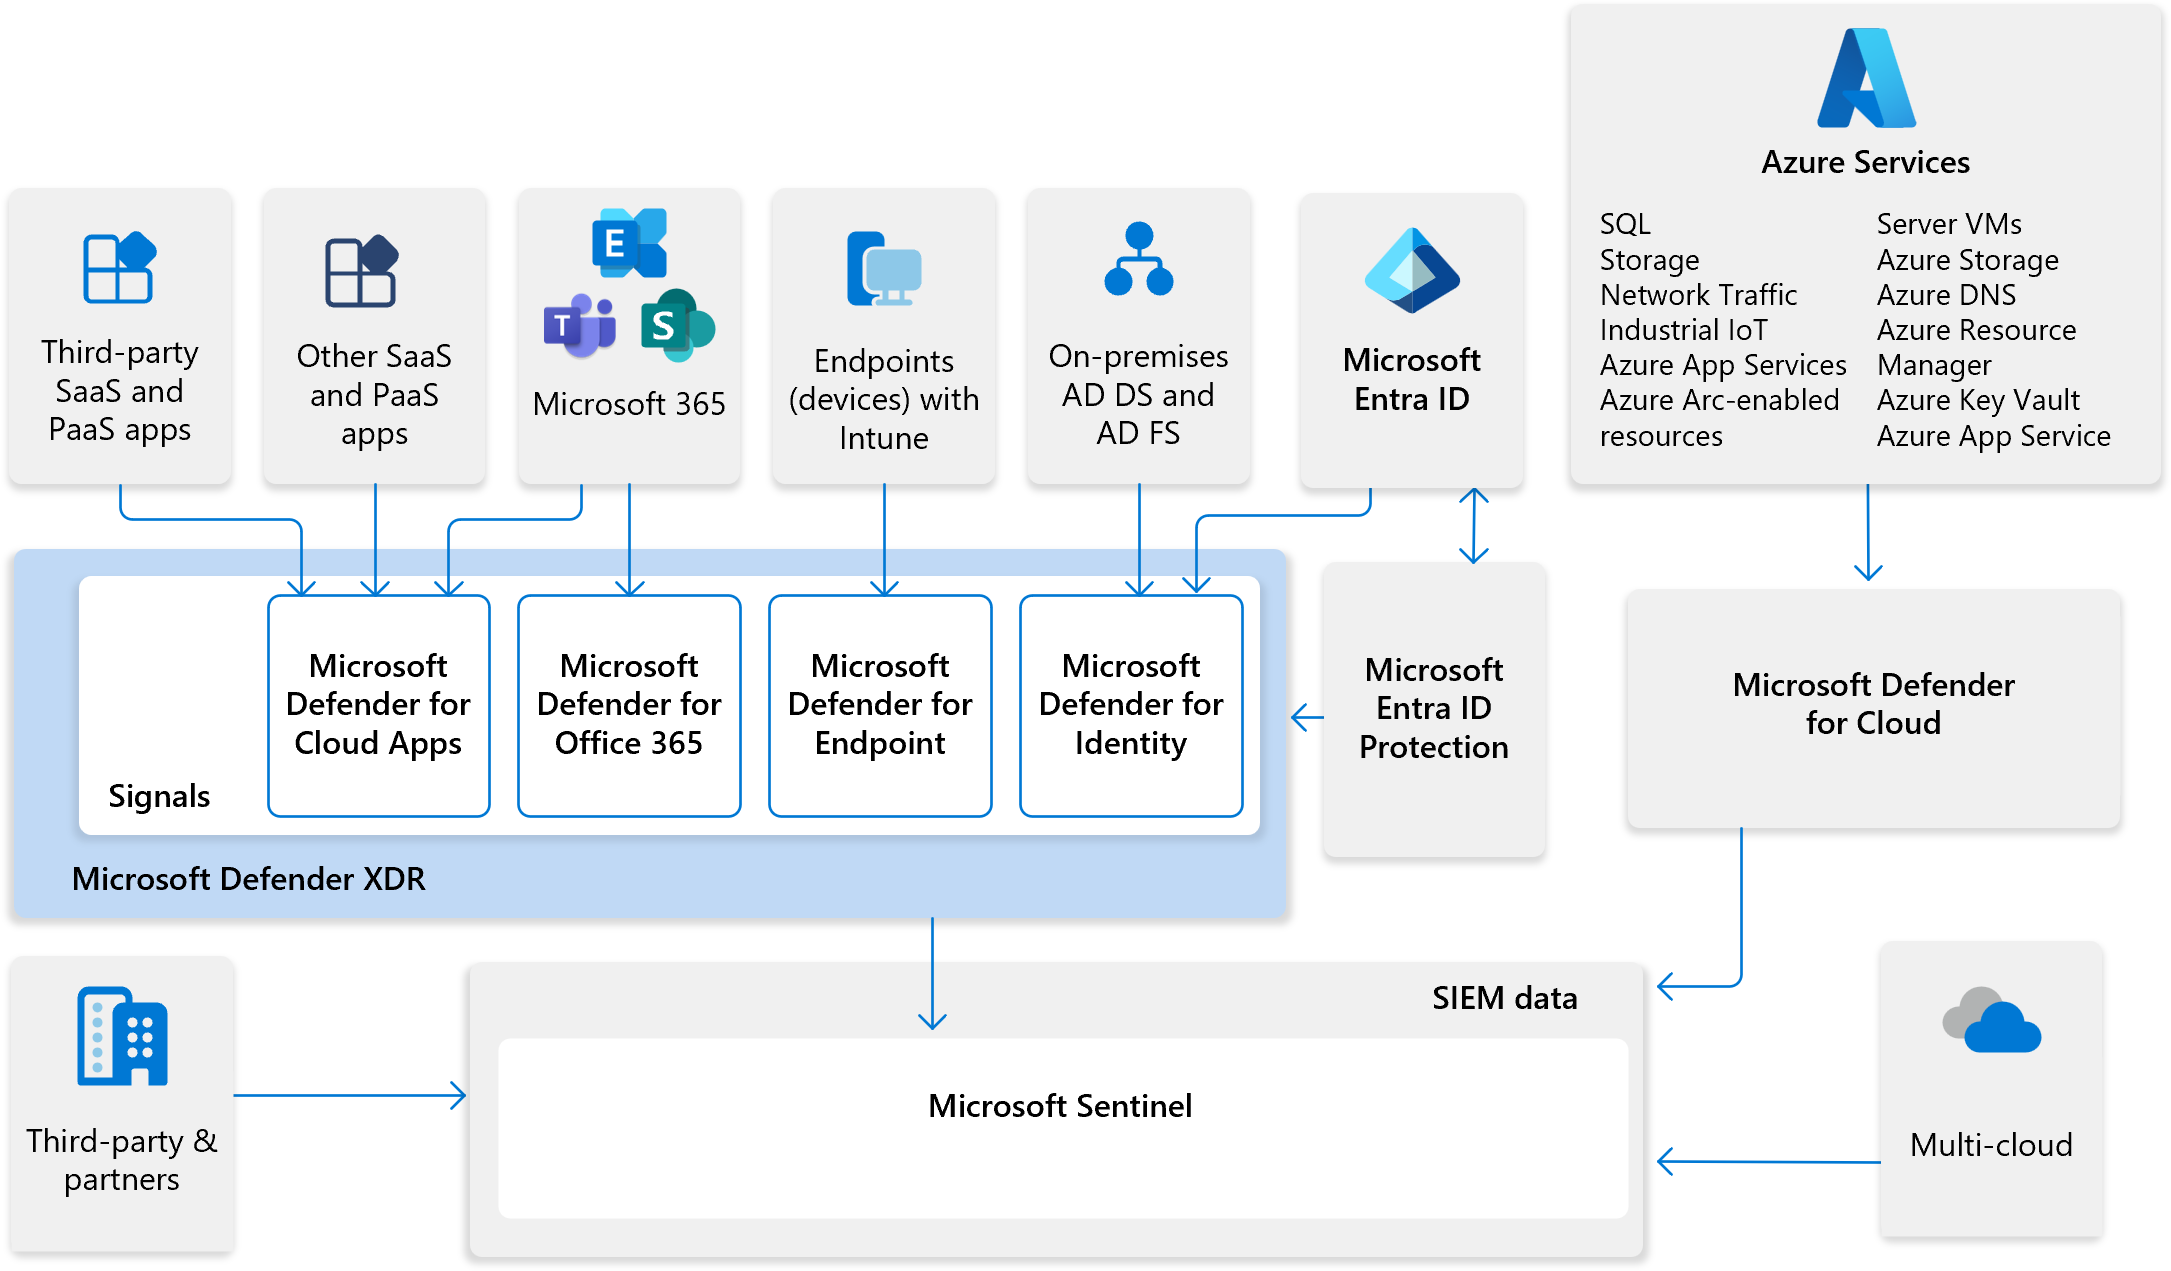 Azure Services
SQL
Storage
Network Traffic
Industrial IoT
Azure App Services
Azure Arc-enabled
resources
Server VMs
Azure Storage
Azure DNS
Azure Resource
Manager
Azure Key Vault
Azure App Service
Third-party
SaaS and
PaaS apps
Other SaaS
and PaaS
apps
E
T
S
Microsoft 365
Endpoints
(devices) with
Intune
On-premises
AD DS and
AD FS
Microsoft
Entra ID
Microsoft
Defender for
Cloud Apps
Microsoft
Defender for
Office 365
Microsoft
Defender for
Endpoint
Microsoft
Defender for
Identity
Signals
Microsoft Defender XDR
Microsoft
Entra ID
Protection
Microsoft Defender
for Cloud
Third-party &
partners
SIEM data
Microsoft Sentinel
Multi-cloud